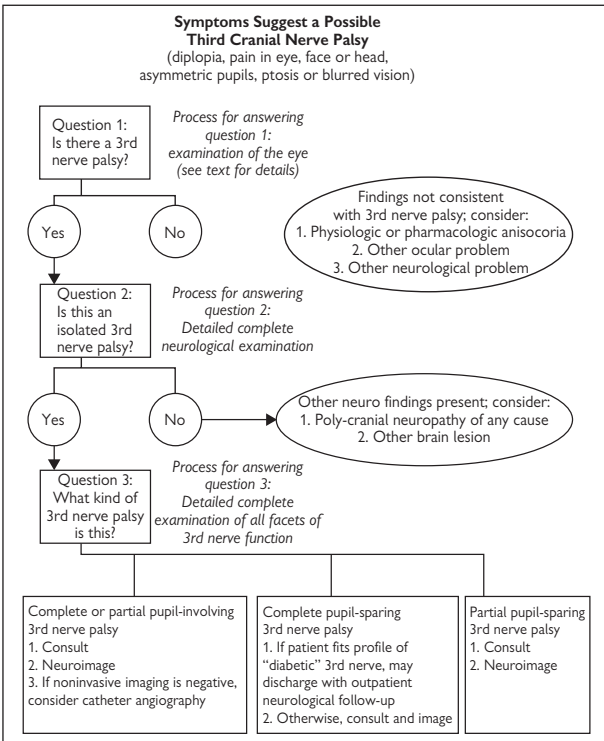 Symptoms Suggest a Possible
Third Cranial Nerve Palsy
(diplopia, pain in eye, face or head,
asymmetric pupils, ptosis or blurred vision)
Question 1:
Is there a 3rd
nerve palsy?
Process for answering
question 1:
examination of the eye
(see text for details)
Yes
No
Findings not consistent
with 3rd nerve palsy; consider:
1. Physiologic or pharmacologic anisocoria
2. Other ocular problem
3. Other neurological problem
Question 2:
Is this an
isolated 3rd
nerve palsy?
Process for answering
question 2:
Detailed complete
neurological examination
Yes
No
Other neuro findings present; consider:
1. Poly-cranial neuropathy of any cause
2. Other brain lesion
Question 3:
What kind of
3rd nerve palsy
is this?
Process for answering
question 3:
Detailed complete
examination of all facets of
3rd nerve function
Complete or partial pupil-involving
3rd nerve palsy
1. Consult
2. Neuroimage
3. If noninvasive imaging is negative,
consider catheter angiography
Complete pupil-sparing
3rd nerve palsy
1. If patient fits profile of
“diabetic” 3rd nerve, may
discharge with outpatient
neurological follow-up
2. Otherwise, consult and image
Partial pupil-sparing
3rd nerve palsy
1. Consult
2. Neuroimage